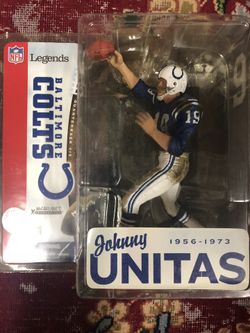 NFL
Legends
BALTIMORE
COLTS
19
Johnny
1956-1973
UNITAS